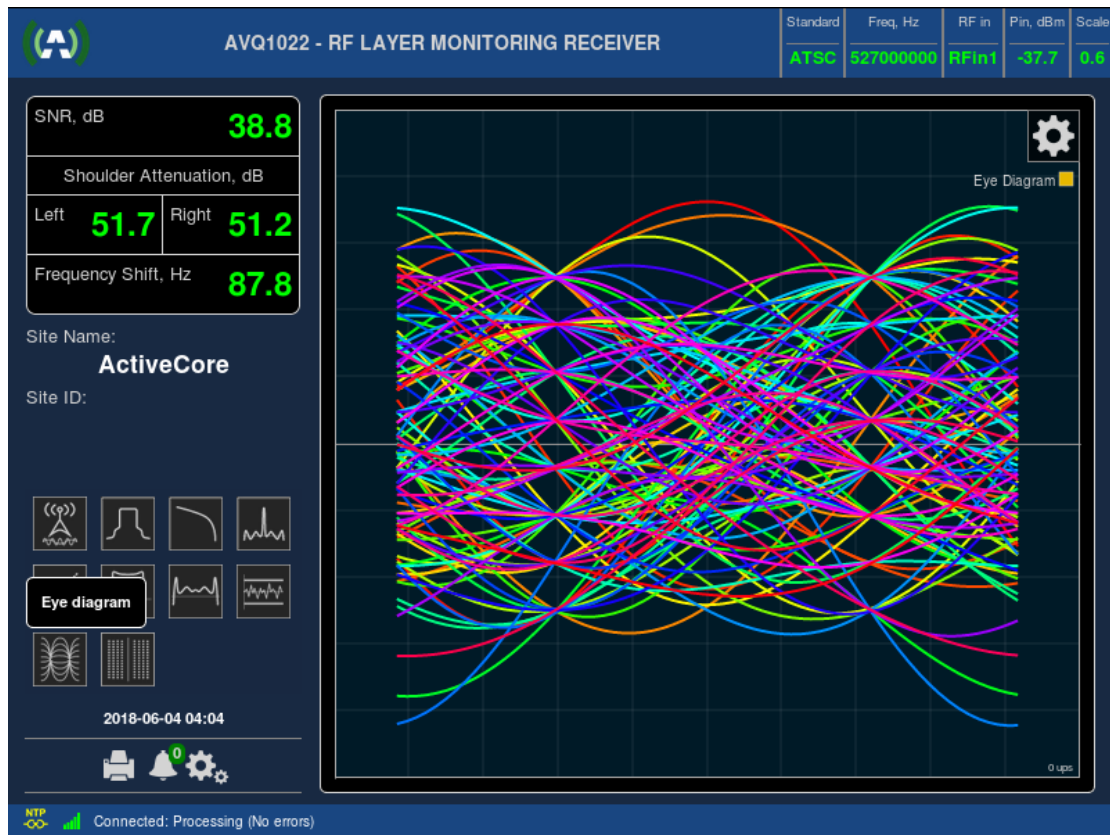 AVQ1022 - RF LAYER MONITORING RECEIVER
Standard Freq, Hz RF in Pin, dBm Scale
ATSC 527000000 RFin1 -37.7 0.6
SNR, dB 38.8
Shoulder Attenuation, dB
Left 51.7 Right 51.2
Frequency Shift, Hz 87.8
Site Name:
ActiveCore
Site ID:
Eye diagram
2018-06-04 04:04
0
Eye Diagram
0 ups
NTP
Connected: Processing (No errors)